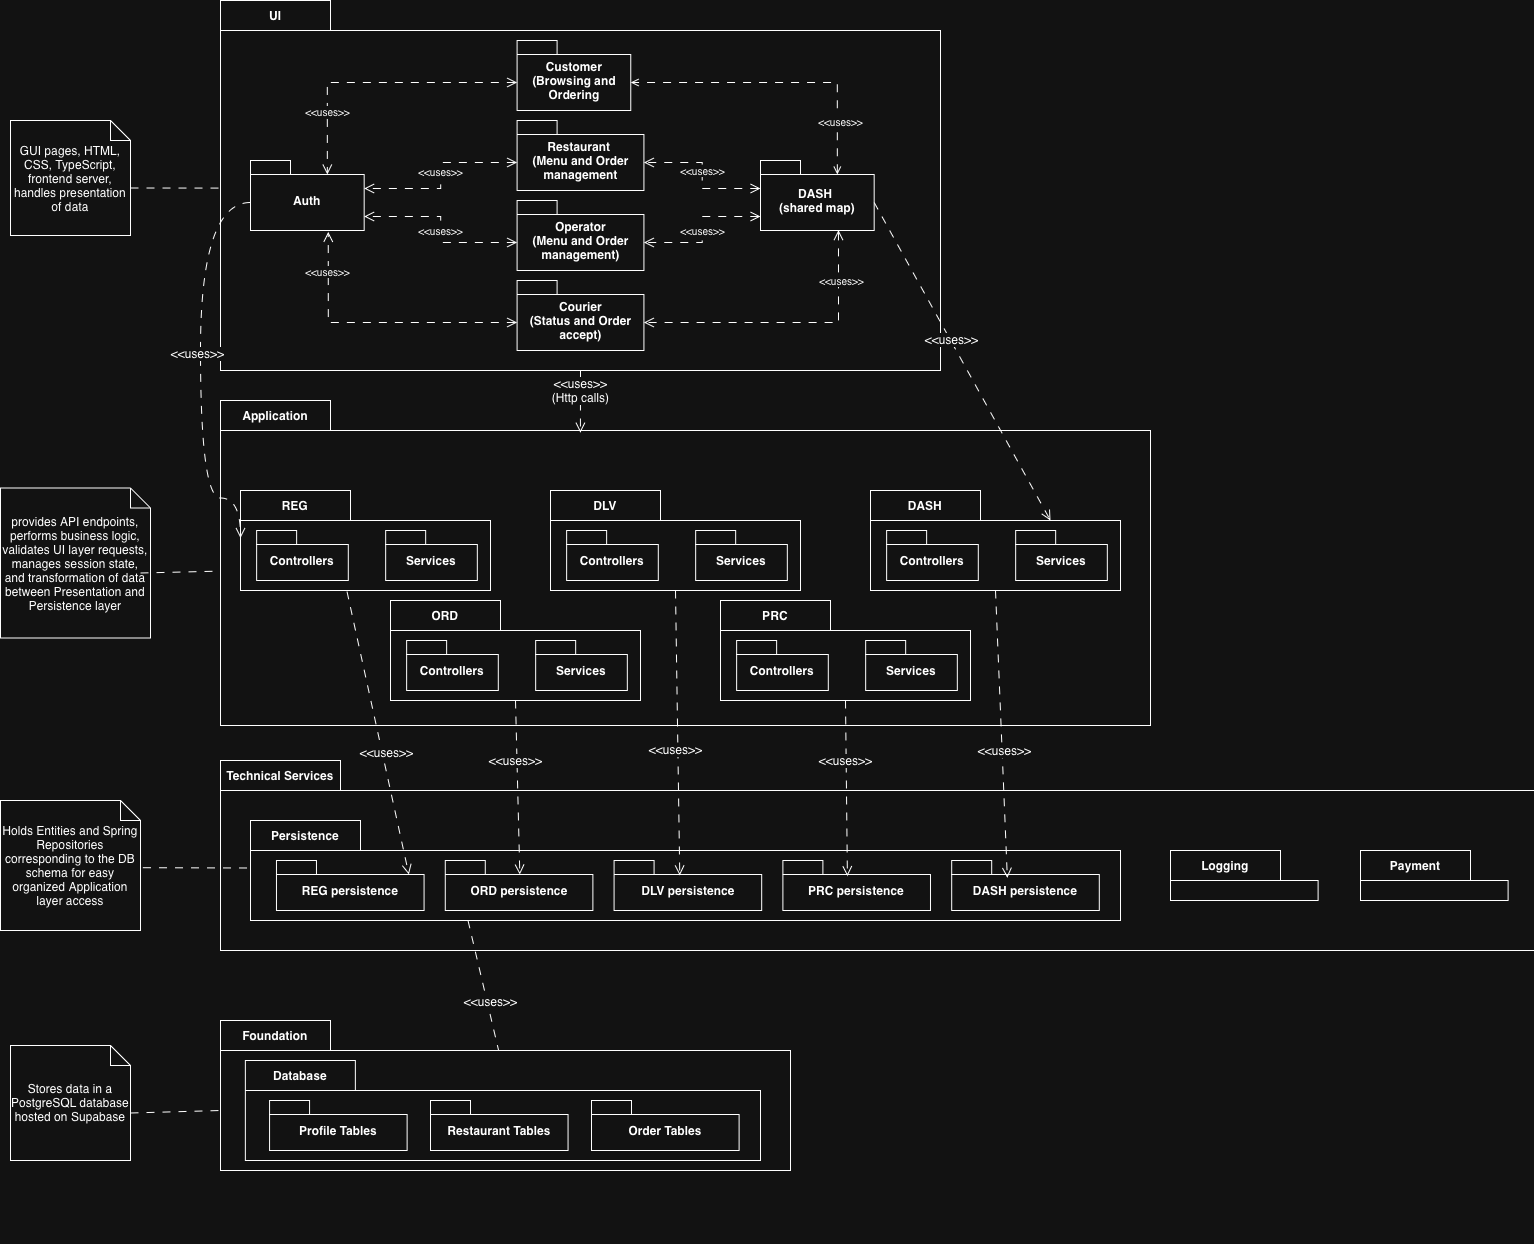 UI
Customer
(Browsing and
Ordering
<<uses>>
<<uses>>
GUI pages, HTML,
CSS, TypeScript,
frontend server,
handles presentation
of data
Restaurant
(Menu and Order
management
<<uses>>
<<uses>>
Auth
DASH
(shared map)
Operator
(Menu and Order
management)
<<uses>>
<<uses>>
<<uses>>
<<uses>>
Courier
(Status and Order
accept)
<<uses>>
<<uses>>
<<uses>>
(Http calls)
Application
provides API endpoints,
performs business logic,
validates UI layer requests,
manages session state,
and transformation of data
between Presentation and
Persistence layer
REG
Controllers
Services
DLV
Controllers
Services
DASH
Controllers
Services
ORD
Controllers
Services
PRC
Controllers
Services
<<uses>>
<<uses>>
<<uses>>
<<uses>>
<<uses>>
Technical Services
Holds Entities and Spring
Repositories
corresponding to the DB
schema for easy
organized Application
layer access
Persistence
REG persistence
ORD persistence
DLV persistence
PRC persistence
DASH persistence
Logging
Payment
<<uses>>
Foundation
Stores data in a
PostgreSQL database
hosted on Supabase
Database
Profile Tables
Restaurant Tables
Order Tables